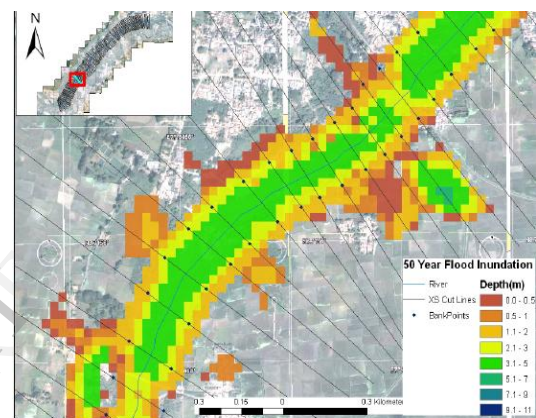 N
50 Year Flood Inundation
River
XS Cut Lines
BankPoints
Depth(m)
0.0 - 0.5
0.5 - 1
1.1 - 2
2.1 - 3
3.1 - 5
5.1 - 7
7.1 - 9
9.1 - 11
0.3 0.15 0 0.3 Kilometer